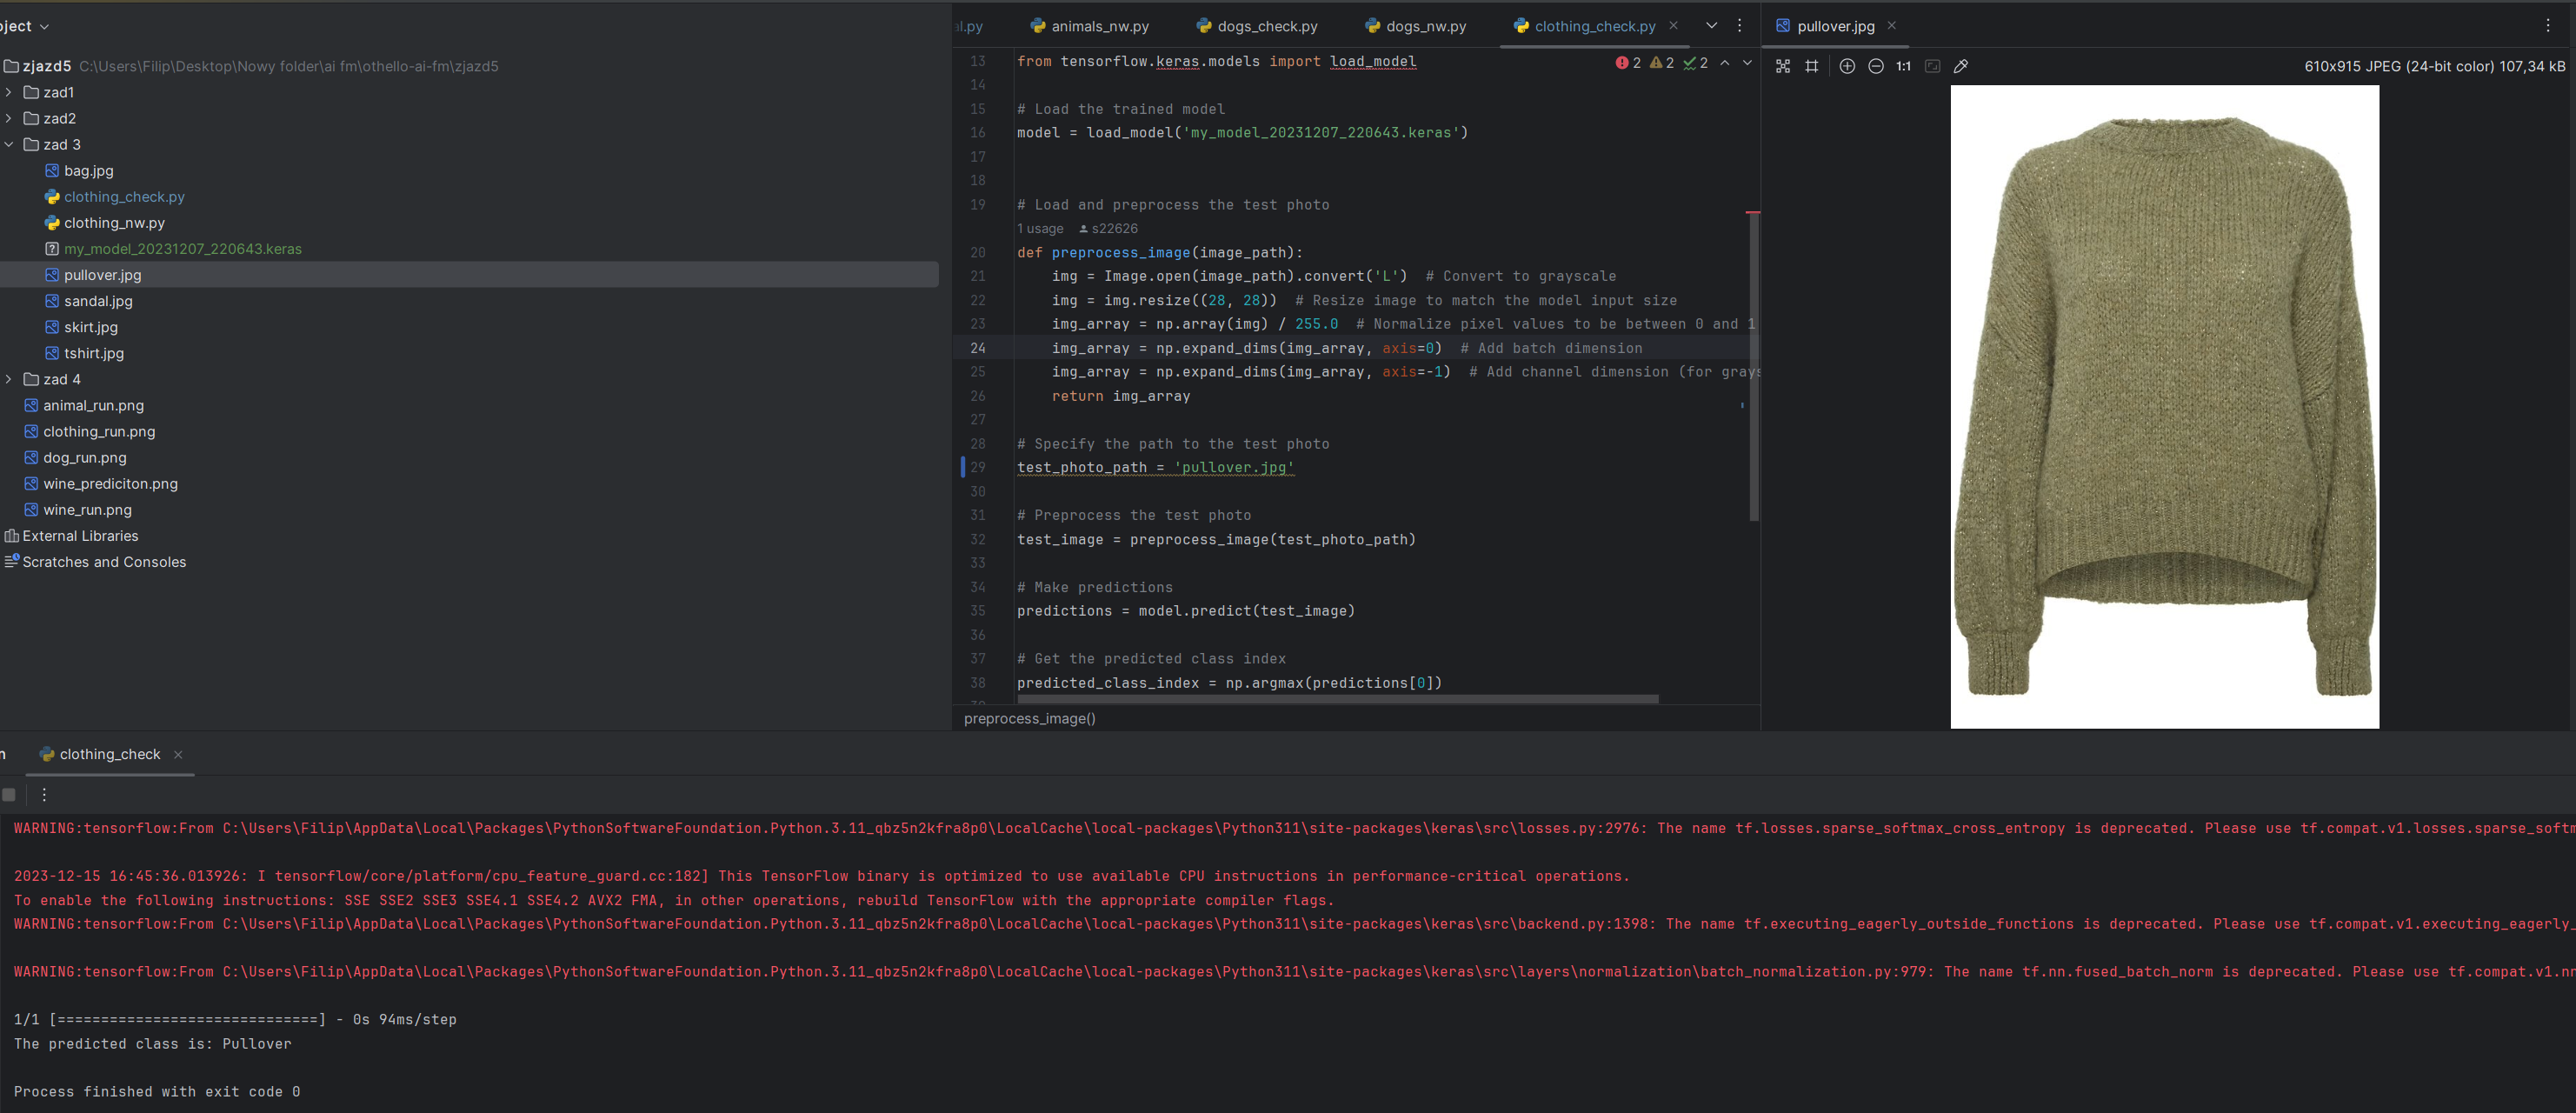 oject
zjazd5 C:\Users\Filip\Desktop\Nowy folder\ai fm\othello-ai-fm\zjazd5
zad1
zad2
zad 3
bag.jpg
clothing_check.py
clothing_nw.py
my_model_20231207_220643.keras
pullover.jpg
sandal.jpg
skirt.jpg
tshirt.jpg
zad 4
animal_run.png
clothing_run.png
dog_run.png
wine_prediciton.png
wine_run.png
External Libraries
Scratches and Consoles
al.py animals_nw.py dogs_check.py dogs_nw.py clothing_check.py
2 2 2
13 from tensorflow.keras.models import load_model
14
15 # Load the trained model
16 model = load_model('my_model_20231207_220643.keras')
17
18
19 # Load and preprocess the test photo
1 usage s22626
20 def preprocess_image(image_path):
21 img = Image.open(image_path).convert('L') # Convert to grayscale
22 img = img.resize((28, 28)) # Resize image to match the model input size
23 img_array = np.array(img) / 255.0 # Normalize pixel values to be between 0 and 1
24 img_array = np.expand_dims(img_array, axis=0) # Add batch dimension
25 img_array = np.expand_dims(img_array, axis=-1) # Add channel dimension (for grays
26 return img_array
27
28 # Specify the path to the test photo
29 test_photo_path = 'pullover.jpg'
30
31 # Preprocess the test photo
32 test_image = preprocess_image(test_photo_path)
33
34 # Make predictions
35 predictions = model.predict(test_image)
36
37 # Get the predicted class index
38 predicted_class_index = np.argmax(predictions[0])
preprocess_image()
pullover.jpg
1:1 610x915 JPEG (24-bit color) 107,34 kB
clothing_check
WARNING:tensorflow:From C:\Users\Filip\AppData\Local\Packages\PythonSoftwareFoundation.Python.3.11_qbz5n2kfra8p0\LocalCache\local-packages\Python311\site-packages\keras\src\losses.py:2976: The name tf.losses.sparse_softmax_cross_entropy is deprecated. Please use tf.compat.v1.losses.sparse_softm
2023-12-15 16:45:36.013926: I tensorflow/core/platform/cpu_feature_guard.cc:182] This TensorFlow binary is optimized to use available CPU instructions in performance-critical operations.
To enable the following instructions: SSE SSE2 SSE3 SSE4.1 SSE4.2 AVX2 FMA, in other operations, rebuild TensorFlow with the appropriate compiler flags.
WARNING:tensorflow:From C:\Users\Filip\AppData\Local\Packages\PythonSoftwareFoundation.Python.3.11_qbz5n2kfra8p0\LocalCache\local-packages\Python311\site-packages\keras\src\backend.py:1398: The name tf.executing_eagerly_outside_functions is deprecated. Please use tf.compat.v1.executing_eagerly_
WARNING:tensorflow:From C:\Users\Filip\AppData\Local\Packages\PythonSoftwareFoundation.Python.3.11_qbz5n2kfra8p0\LocalCache\local-packages\Python311\site-packages\keras\src\layers\normalization\batch_normalization.py:979: The name tf.nn.fused_batch_norm is deprecated. Please use tf.compat.v1.nn
1/1 [==============================] - 0s 94ms/step
The predicted class is: Pullover
Process finished with exit code 0